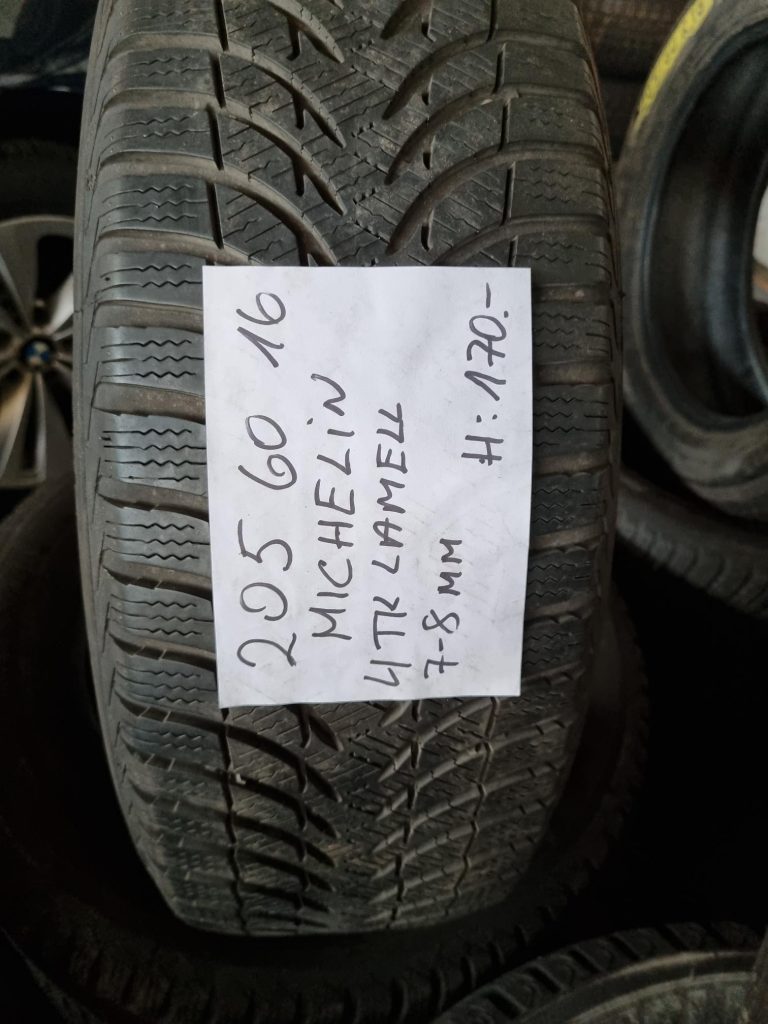 205 60 16
MICHELIN
4TK LAMELL
7-8 MM H: 170.-